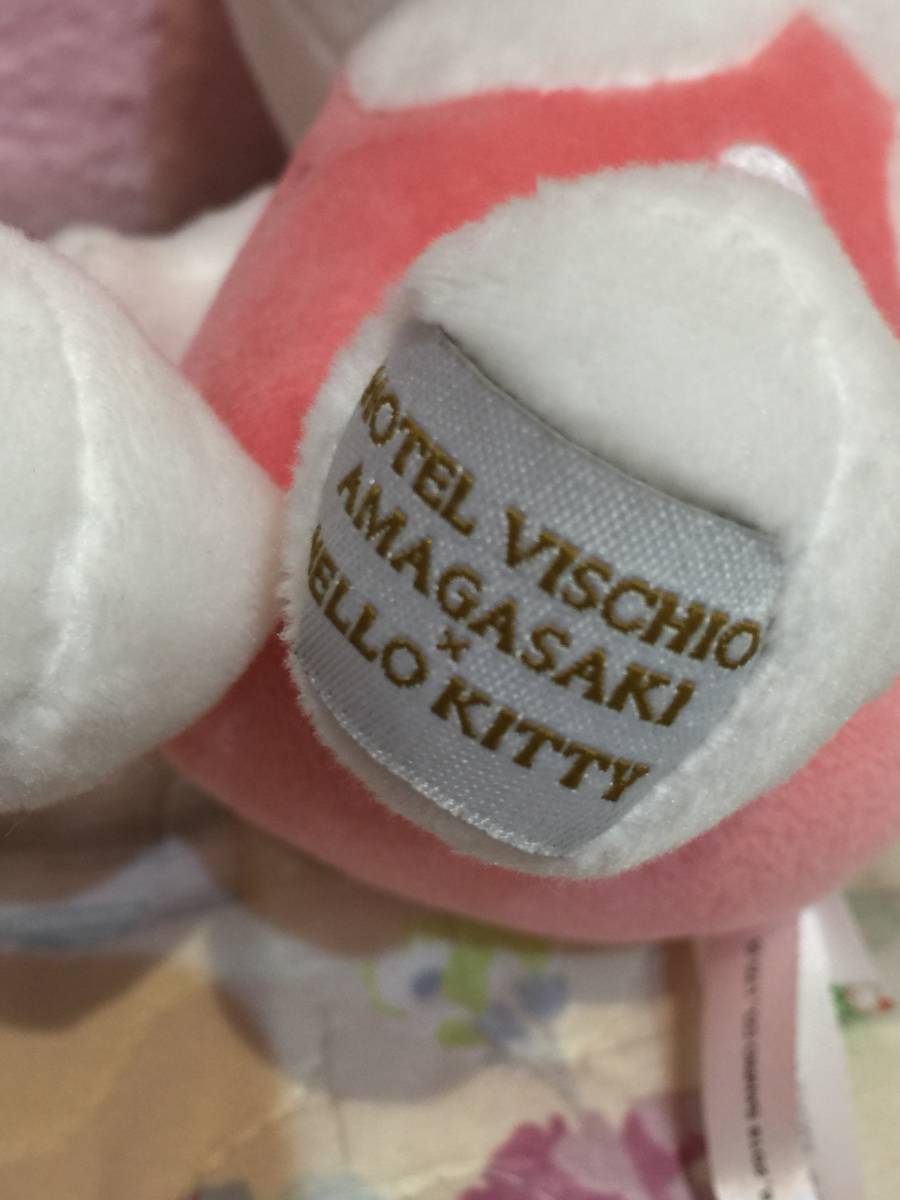 HOTEL VISCHIO
AMAGASAKI
×
HELLO KITTY